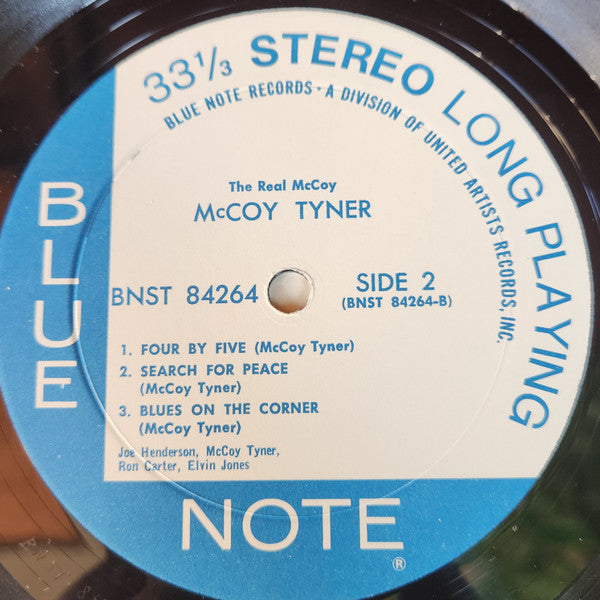 33⅓ STEREO LONG PLAYING
BLUE NOTE RECORDS • A DIVISION OF UNITED ARTISTS RECORDS, INC.
The Real McCoy
McCOY TYNER
BNST 84264
SIDE 2
(BNST 84264-B)
1. FOUR BY FIVE (McCoy Tyner)
2. SEARCH FOR PEACE
(McCoy Tyner)
3. BLUES ON THE CORNER
(McCoy Tyner)
Joe Henderson, McCoy Tyner,
Ron Carter, Elvin Jones
BLUE
NOTE®